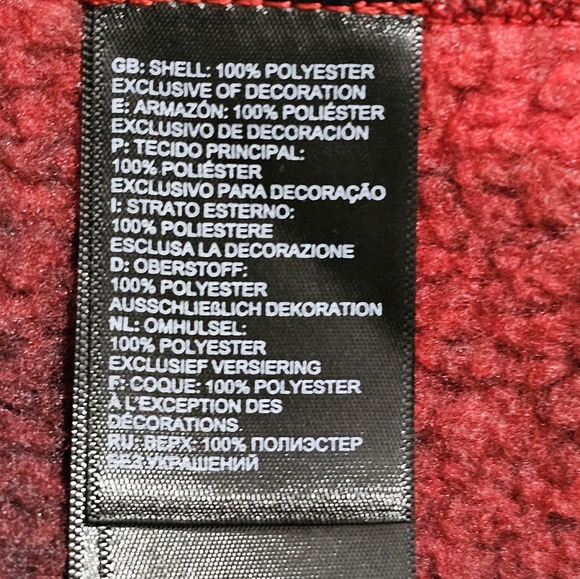 GB: SHELL: 100% POLYESTER
EXCLUSIVE OF DECORATION
E: ARMAZÓN: 100% POLIÉSTER
EXCLUSIVO DE DECORACIÓN
P: TECIDO PRINCIPAL:
100% POLIÉSTER
EXCLUSIVO PARA DECORAÇÃO
I: STRATO ESTERNO:
100% POLIESTERE
ESCLUSA LA DECORAZIONE
D: OBERSTOFF:
100% POLYESTER
AUSSCHLIEßLICH DEKORATION
NL: OMHULSEL:
100% POLYESTER
EXCLUSIEF VERSIERING
F: COQUE: 100% POLYESTER
À L'EXCEPTION DES
DÉCORATIONS.
RU: ВЕРХ: 100% ПОЛИЭСТЕР
БЕЗ УКРАШЕНИЙ